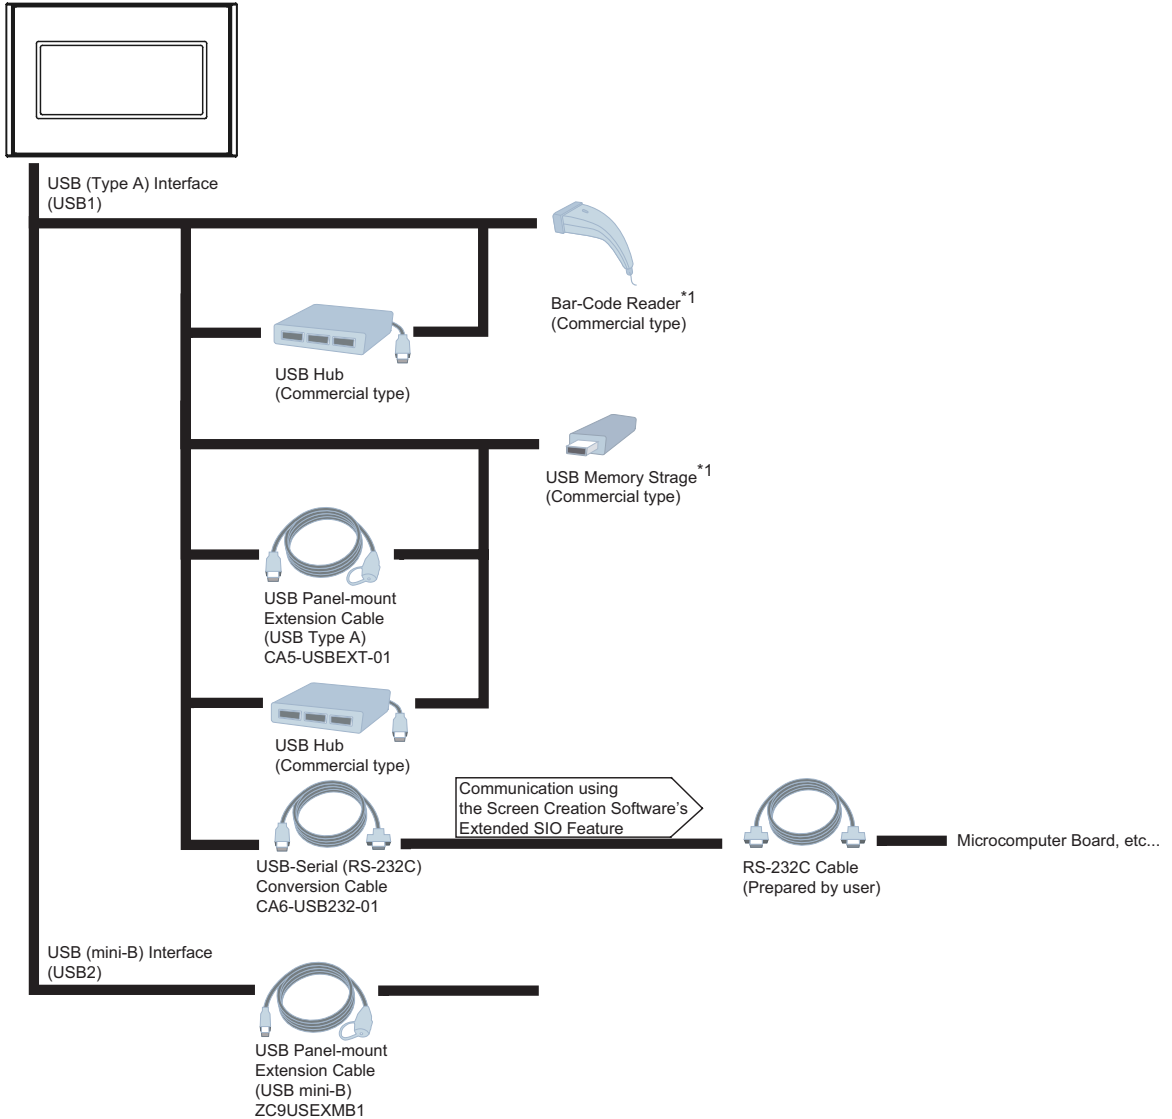 USB (Type A) Interface
(USB1)
Bar-Code Reader*1
(Commercial type)
USB Hub
(Commercial type)
USB Memory Strage*1
(Commercial type)
USB Panel-mount
Extension Cable
(USB Type A)
CA5-USBEXT-01
USB Hub
(Commercial type)
Communication using
the Screen Creation Software's
Extended SIO Feature
USB-Serial (RS-232C)
Conversion Cable
CA6-USB232-01
RS-232C Cable
(Prepared by user)
Microcomputer Board, etc...
USB (mini-B) Interface
(USB2)
USB Panel-mount
Extension Cable
(USB mini-B)
ZC9USEXMB1